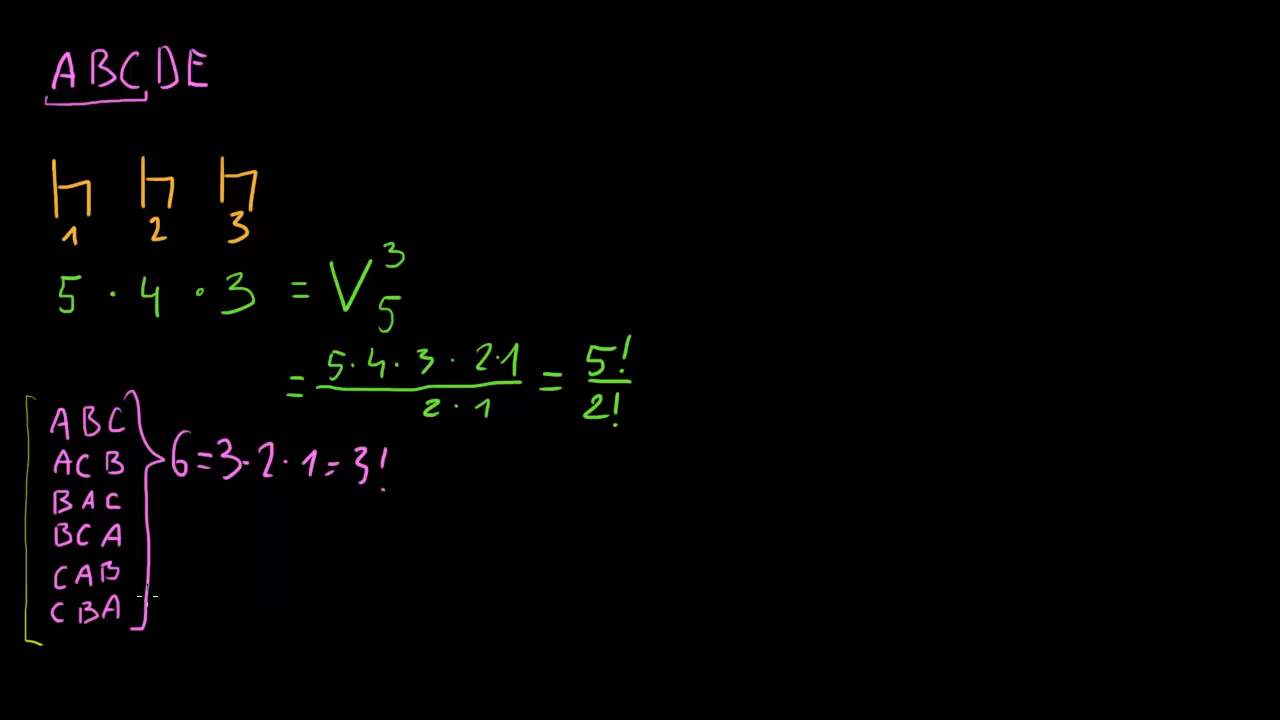 ABCDE
1 2 3
5 · 4 · 3 = V₅³
= 5·4·3·2·1 / 2·1 = 5!/2!
ABC
ACB
BAC
BCA
CAB
CBA
6=3·2·1=3!